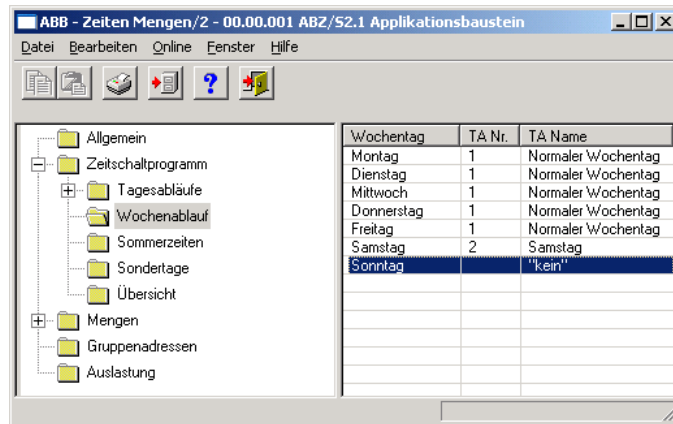 ABB - Zeiten Mengen/2 - 00.00.001 ABZ/S2.1 Applikationsbaustein
Datei Bearbeiten Online Fenster Hilfe
Allgemein
Zeitschaltprogramm
Tagesabläufe
Wochenablauf
Sommerzeiten
Sondertage
Übersicht
Mengen
Gruppenadressen
Auslastung
Wochentag TA Nr. TA Name
Montag 1 Normaler Wochentag
Dienstag 1 Normaler Wochentag
Mittwoch 1 Normaler Wochentag
Donnerstag 1 Normaler Wochentag
Freitag 1 Normaler Wochentag
Samstag 2 Samstag
Sonntag "kein"